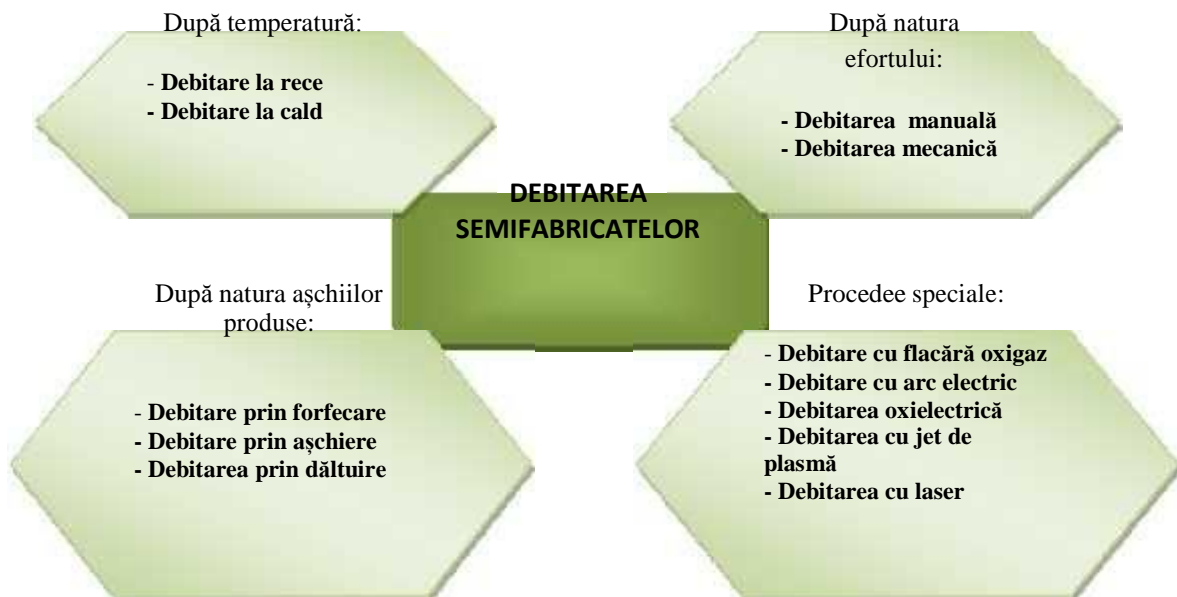 După temperatură:
- Debitare la rece
- Debitare la cald
După natura
efortului:
- Debitarea manuală
- Debitarea mecanică
DEBITAREA
SEMIFABRICATELOR
După natura așchiilor
produse:
- Debitare prin forfecare
- Debitare prin așchiere
- Debitarea prin dăltuire
Procedee speciale:
- Debitare cu flacără oxigaz
- Debitare cu arc electric
- Debitarea oxielectrică
- Debitarea cu jet de
plasmă
- Debitarea cu laser